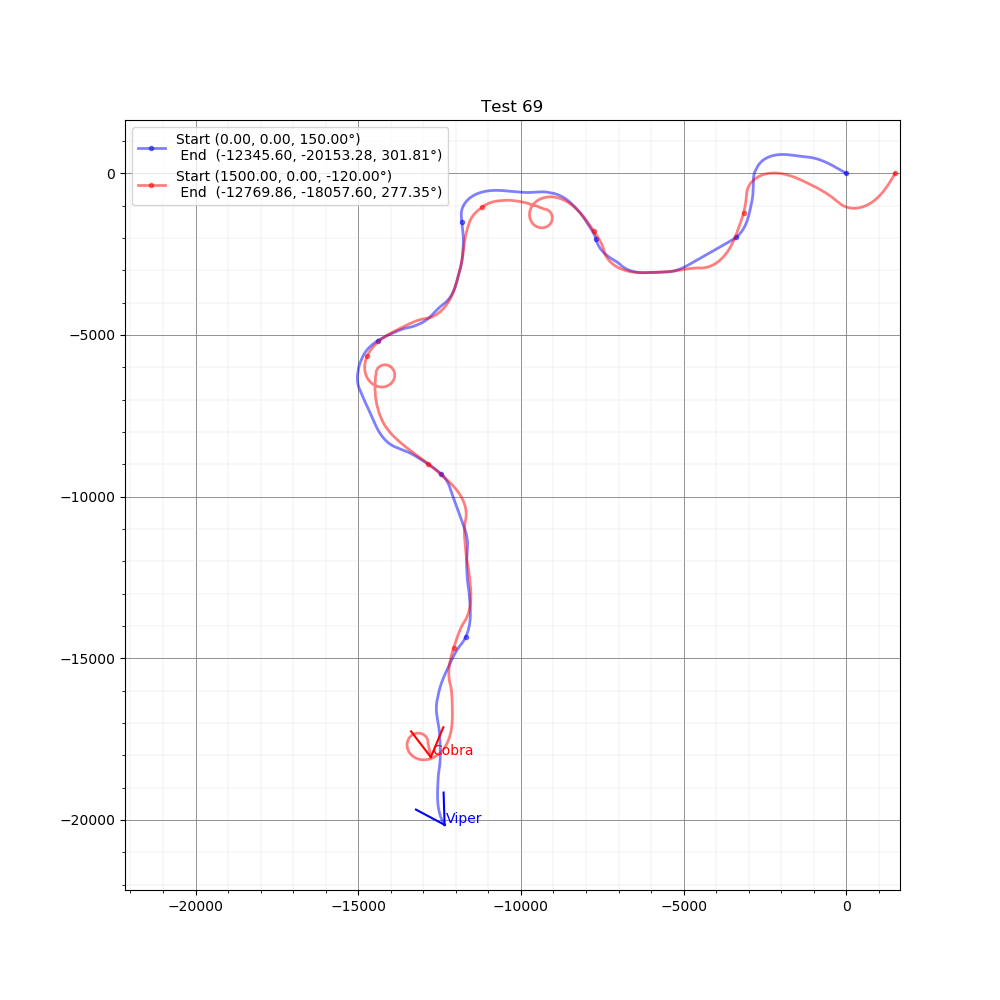 Test 69
Start (0.00, 0.00, 150.00°)
End  (-12345.60, -20153.28, 301.81°)
Start (1500.00, 0.00, -120.00°)
End  (-12769.86, -18057.60, 277.35°)
0
−5000
−10000
−15000
−20000
Cobra
Viper
−20000 −15000 −10000 −5000 0